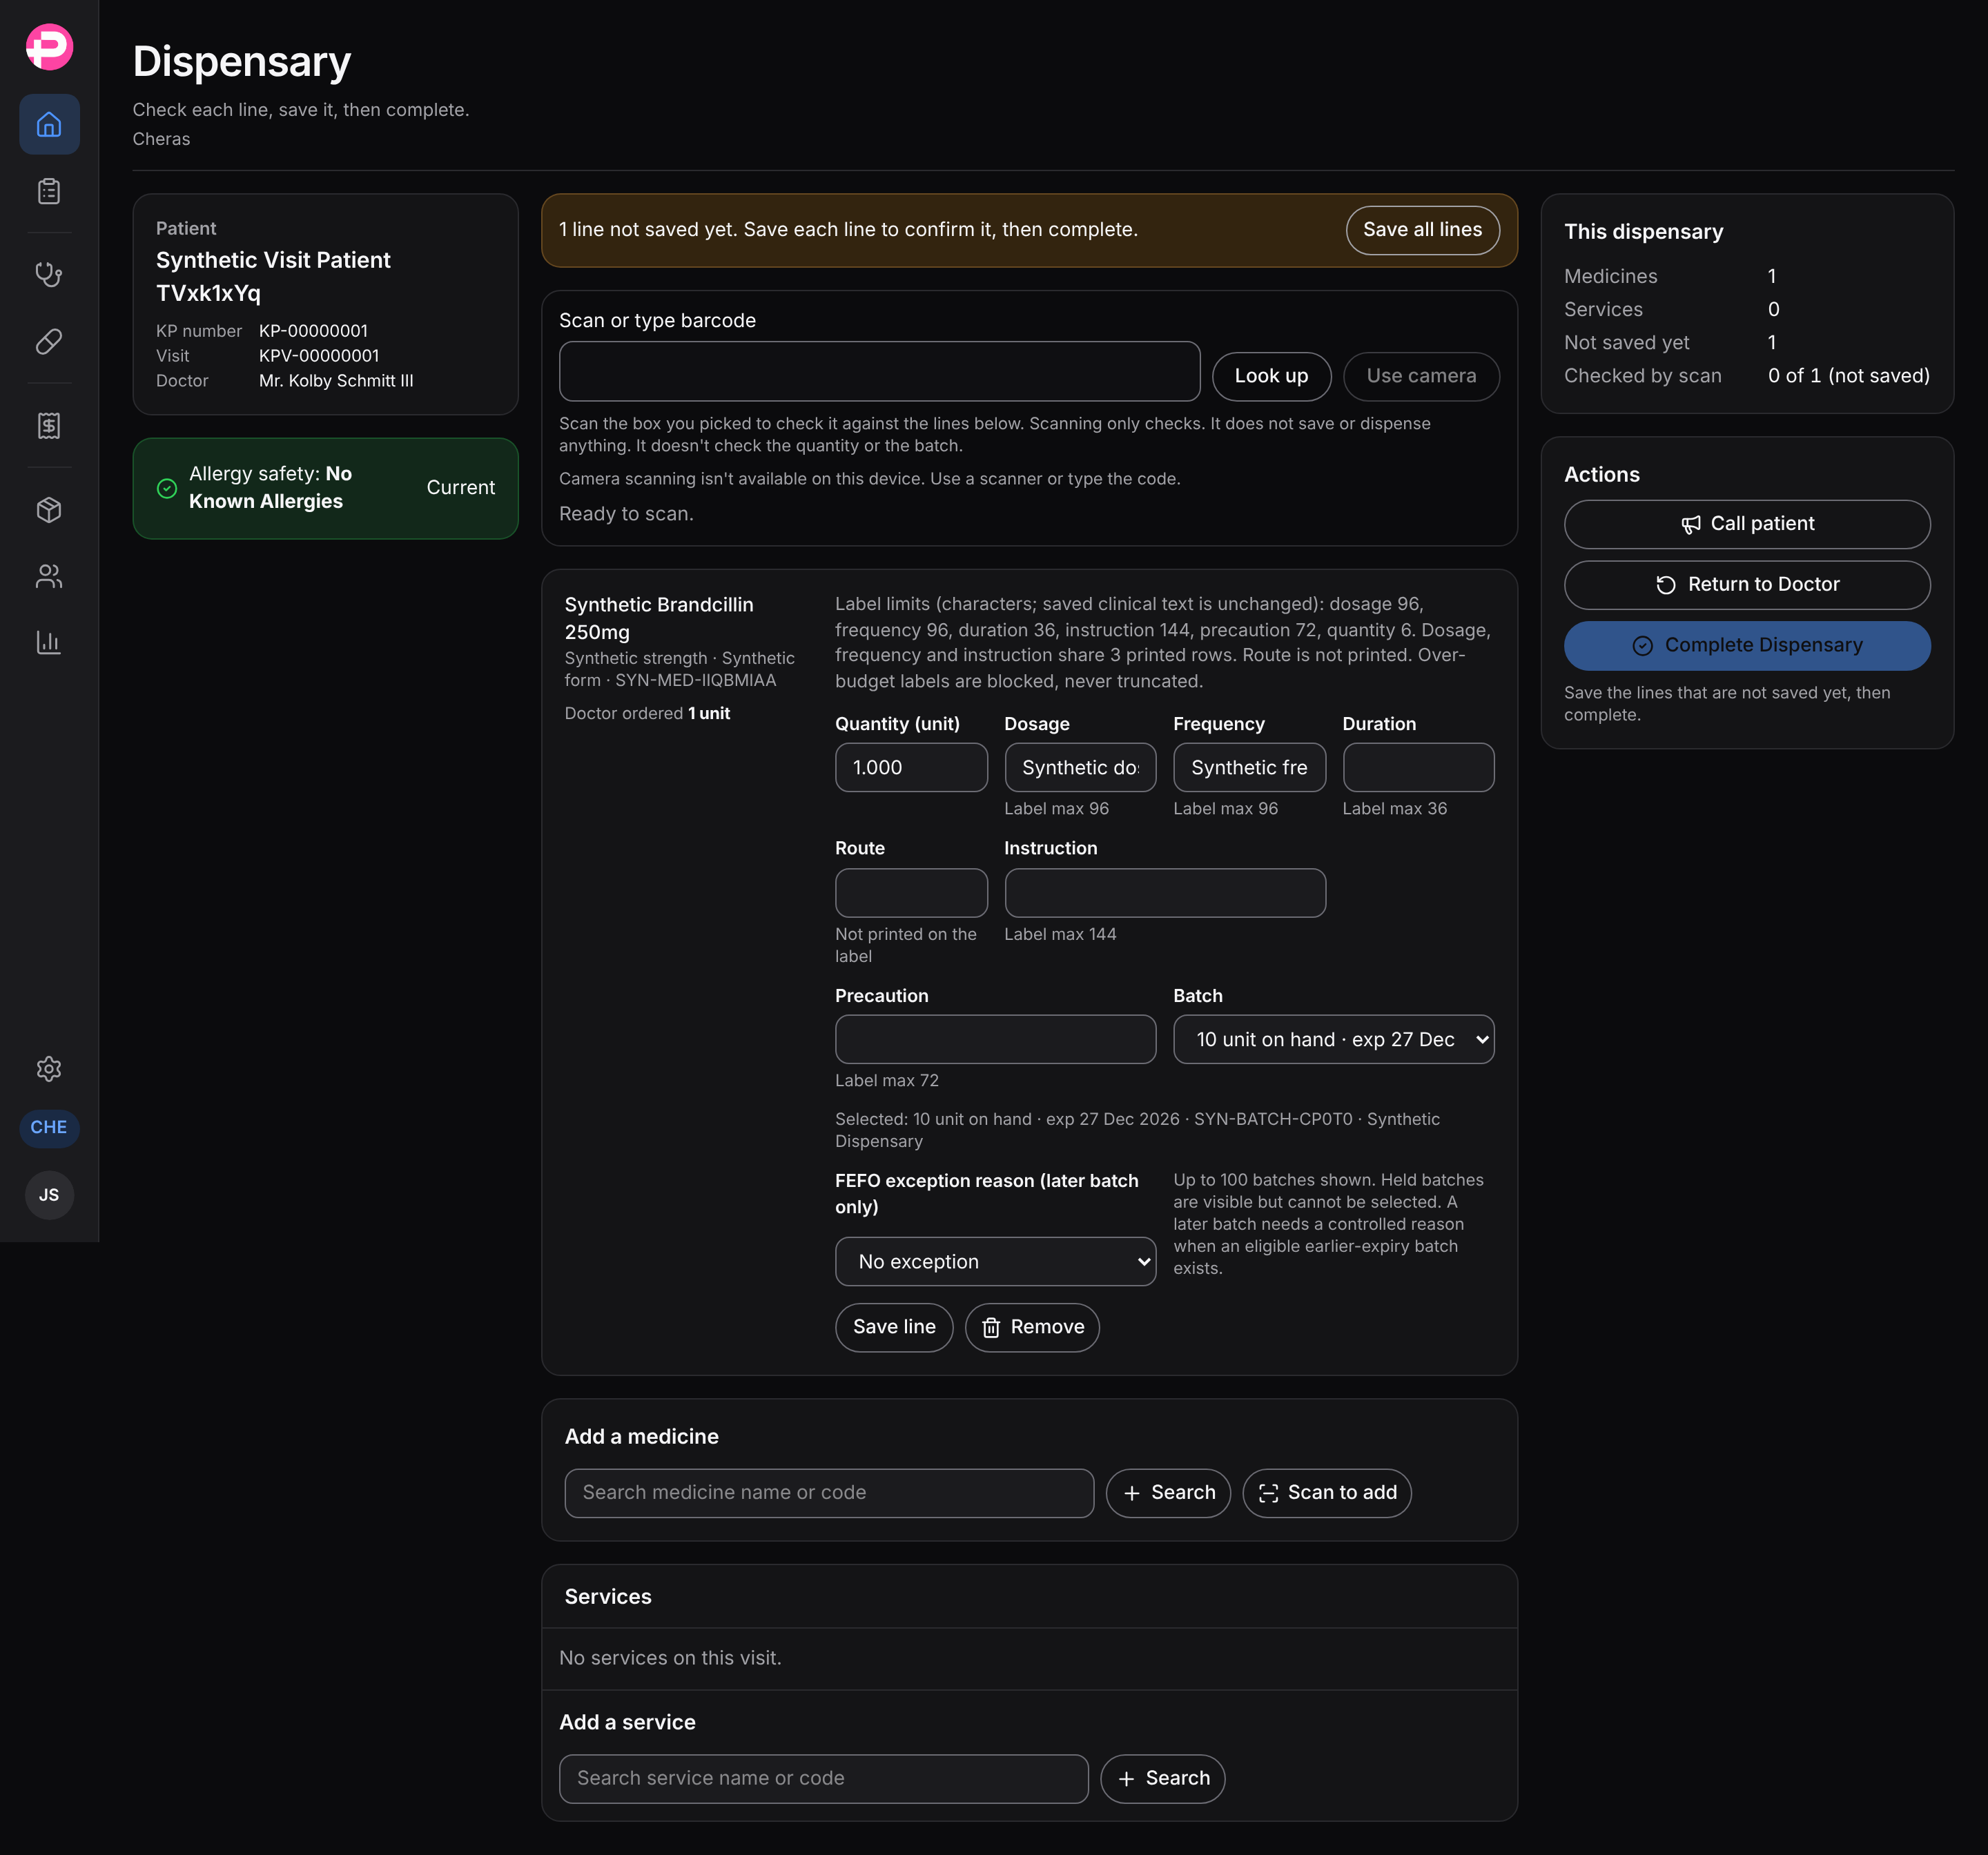 Dispensary
Check each line, save it, then complete.
Cheras
Patient
Synthetic Visit Patient
TVxk1xYq
KP number KP-00000001
Visit KPV-00000001
Doctor Mr. Kolby Schmitt III
Allergy safety: No
Known Allergies
Current
1 line not saved yet. Save each line to confirm it, then complete.
Save all lines
Scan or type barcode
Look up
Use camera
Scan the box you picked to check it against the lines below. Scanning only checks. It does not save or dispense
anything. It doesn't check the quantity or the batch.
Camera scanning isn't available on this device. Use a scanner or type the code.
Ready to scan.
Synthetic Brandcillin
250mg
Synthetic strength · Synthetic
form · SYN-MED-IIQBMIAA
Doctor ordered 1 unit
Label limits (characters; saved clinical text is unchanged): dosage 96,
frequency 96, duration 36, instruction 144, precaution 72, quantity 6. Dosage,
frequency and instruction share 3 printed rows. Route is not printed. Over-
budget labels are blocked, never truncated.
Quantity (unit) Dosage Frequency Duration
1.000 Synthetic do Synthetic fre
Label max 96 Label max 96 Label max 36
Route Instruction
Not printed on the
label
Label max 144
Precaution Batch
10 unit on hand · exp 27 Dec
Label max 72
Selected: 10 unit on hand · exp 27 Dec 2026 · SYN-BATCH-CP0T0 · Synthetic
Dispensary
FEFO exception reason (later batch
only)
No exception
Up to 100 batches shown. Held batches
are visible but cannot be selected. A
later batch needs a controlled reason
when an eligible earlier-expiry batch
exists.
Save line
Remove
Add a medicine
Search medicine name or code
Search
Scan to add
Services
No services on this visit.
Add a service
Search service name or code
Search
This dispensary
Medicines 1
Services 0
Not saved yet 1
Checked by scan 0 of 1 (not saved)
Actions
Call patient
Return to Doctor
Complete Dispensary
Save the lines that are not saved yet, then
complete.
CHE
JS